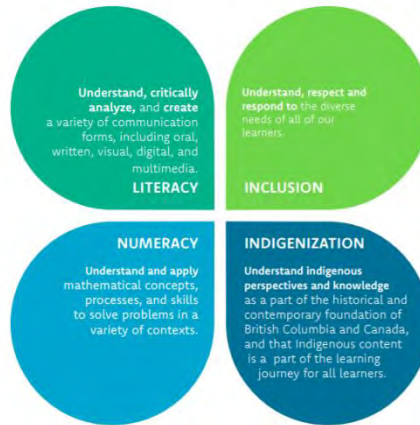 Understand, critically
analyze, and create
a variety of communication
forms, including oral,
written, visual, digital, and
multimedia.
LITERACY
Understand, respect and
respond to the diverse
needs of all of our
learners.
INCLUSION
NUMERACY
Understand and apply
mathematical concepts,
processes, and skills
to solve problems in a
variety of contexts.
INDIGENIZATION
Understand indigenous
perspectives and knowledge
as a part of the historical and
contemporary foundation of
British Columbia and Canada,
and that Indigenous content
is a part of the learning
journey for all learners.